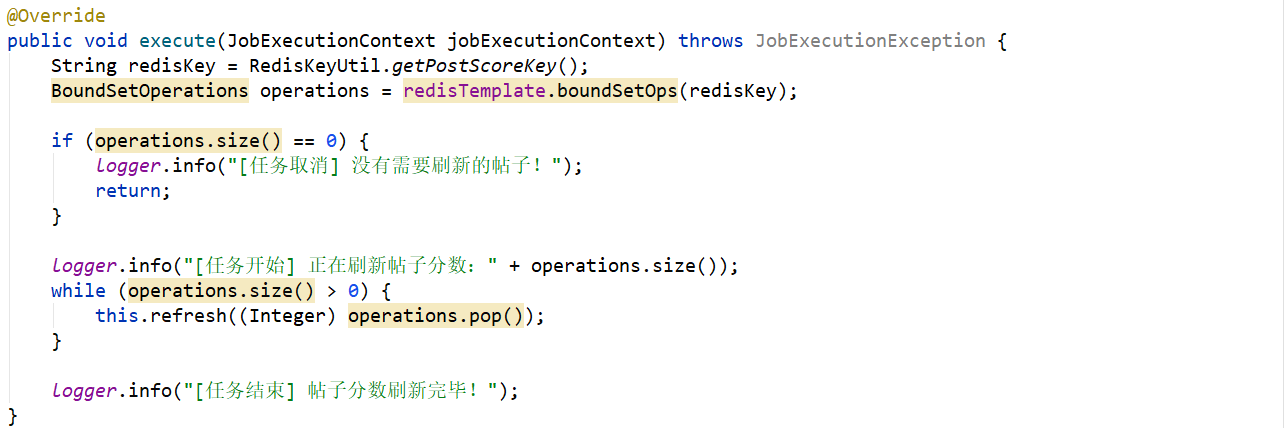 @Override
public void execute(JobExecutionContext jobExecutionContext) throws JobExecutionException {
    String redisKey = RedisKeyUtil.getPostScoreKey();
    BoundSetOperations operations = redisTemplate.boundSetOps(redisKey);

    if (operations.size() == 0) {
        logger.info("[任务取消] 没有需要刷新的帖子！");
        return;
    }

    logger.info("[任务开始] 正在刷新帖子分数：" + operations.size());
    while (operations.size() > 0) {
        this.refresh((Integer) operations.pop());
    }

    logger.info("[任务结束] 帖子分数刷新完毕！");
}